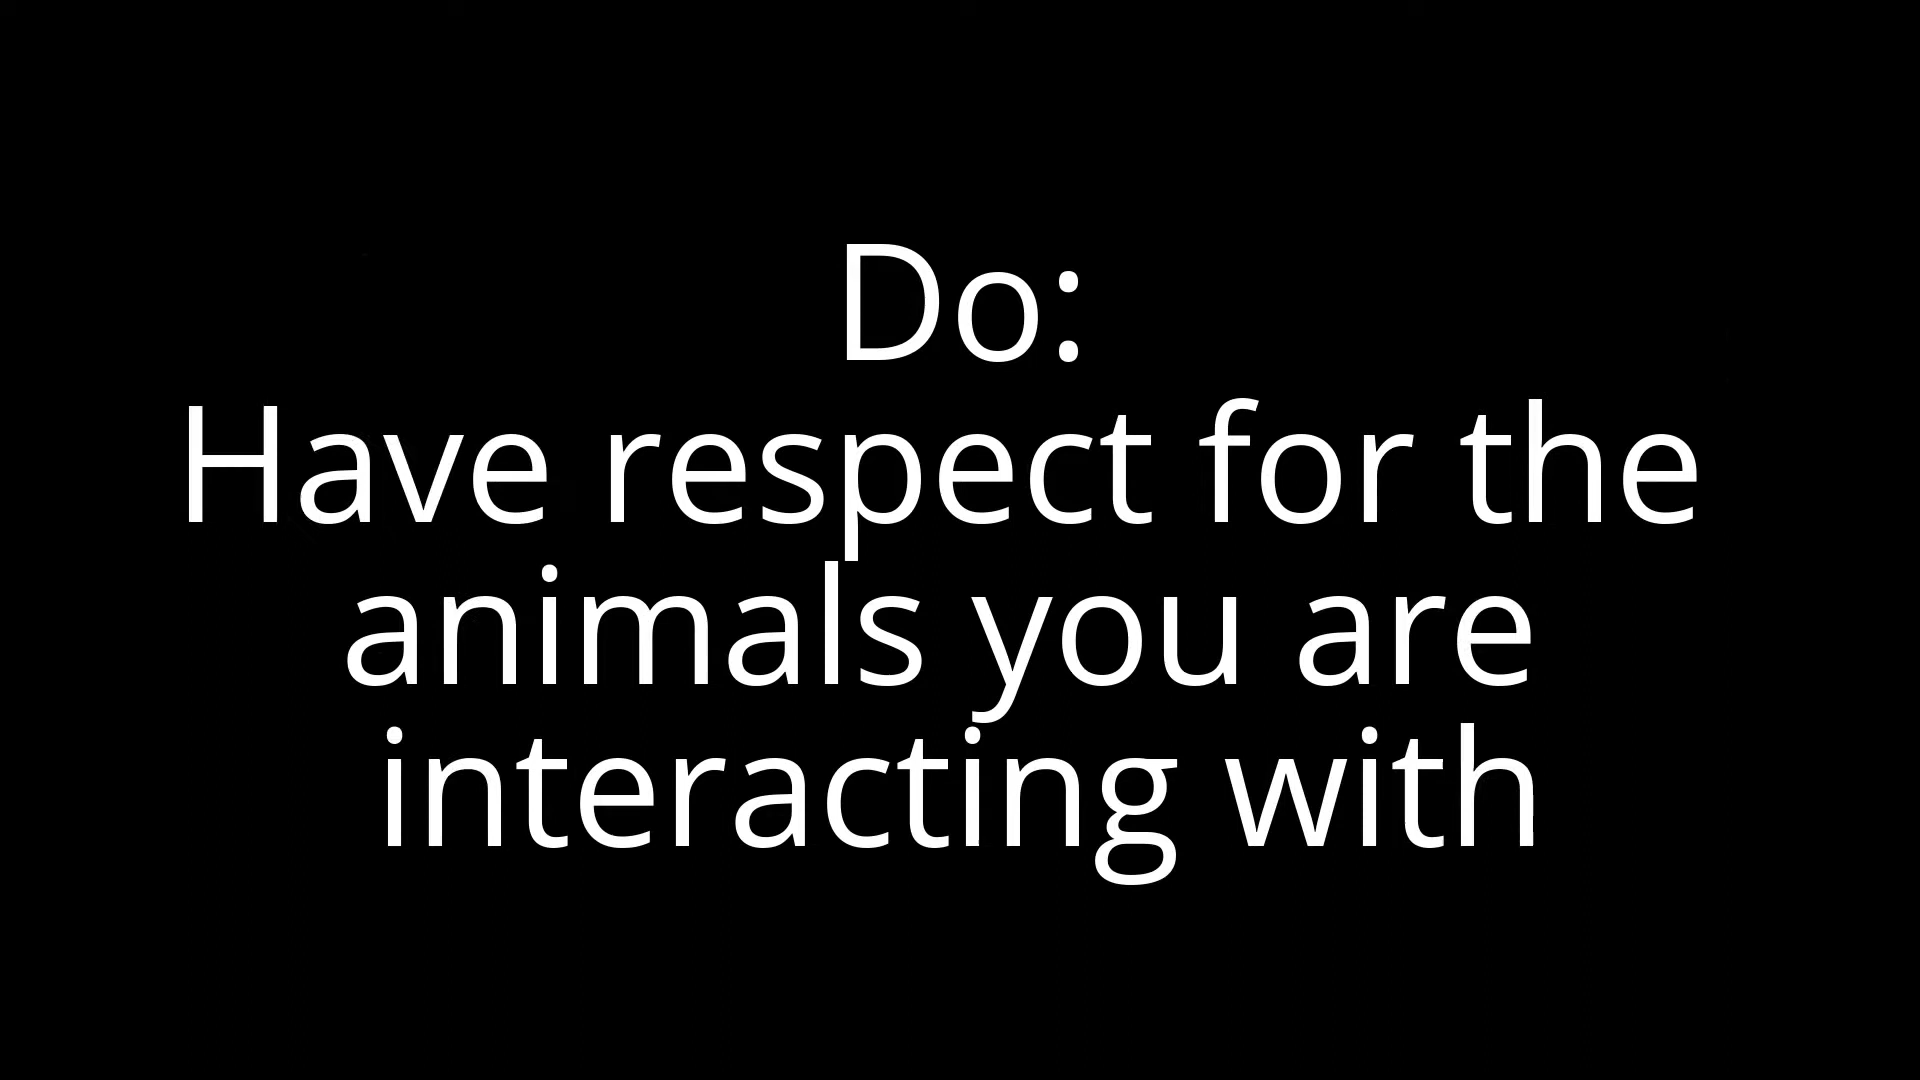 Do:
Have respect for the
animals you are
interacting with